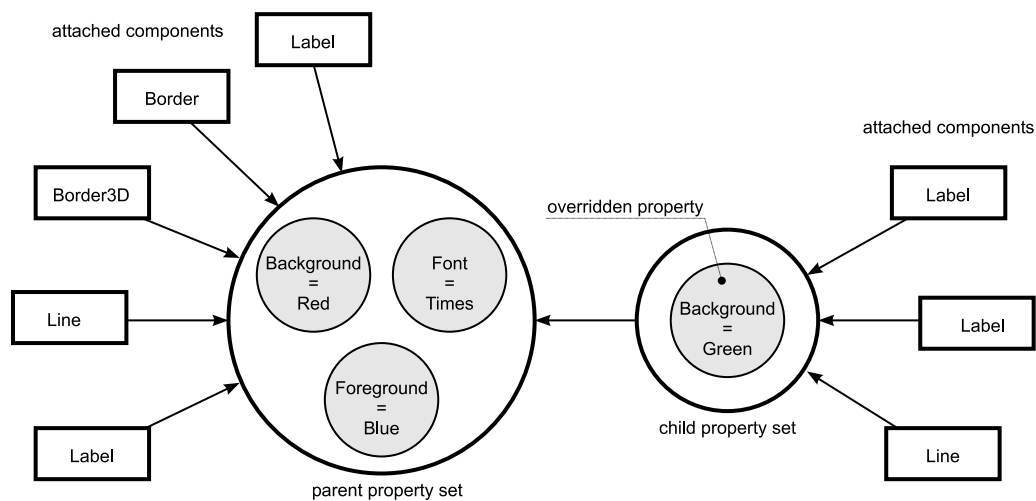 attached components
Label
Border
Border3D
Line
Label
Background
=
Red
Font
=
Times
Foreground
=
Blue
parent property set
overridden property
Background
=
Green
child property set
attached components
Label
Label
Line